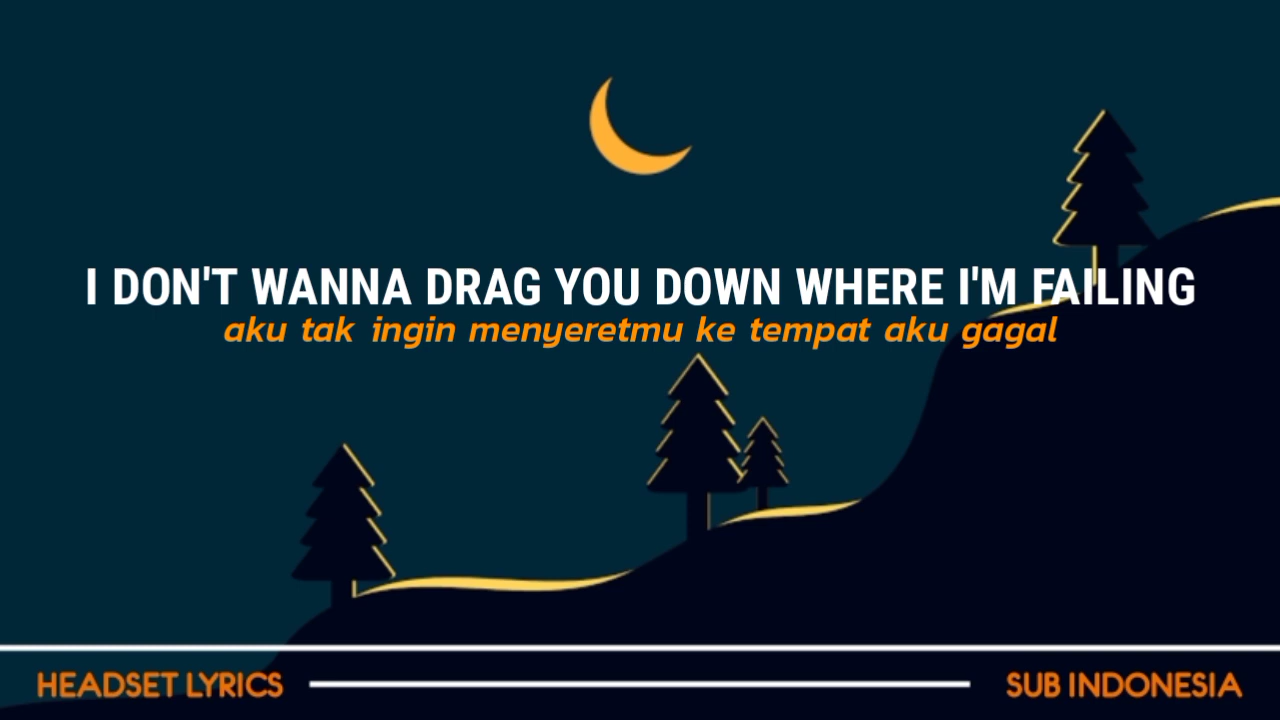 I DON'T WANNA DRAG YOU DOWN WHERE I'M FAILING
aku tak ingin menyeretmu ke tempat aku gagal
HEADSET LYRICS
SUB INDONESIA